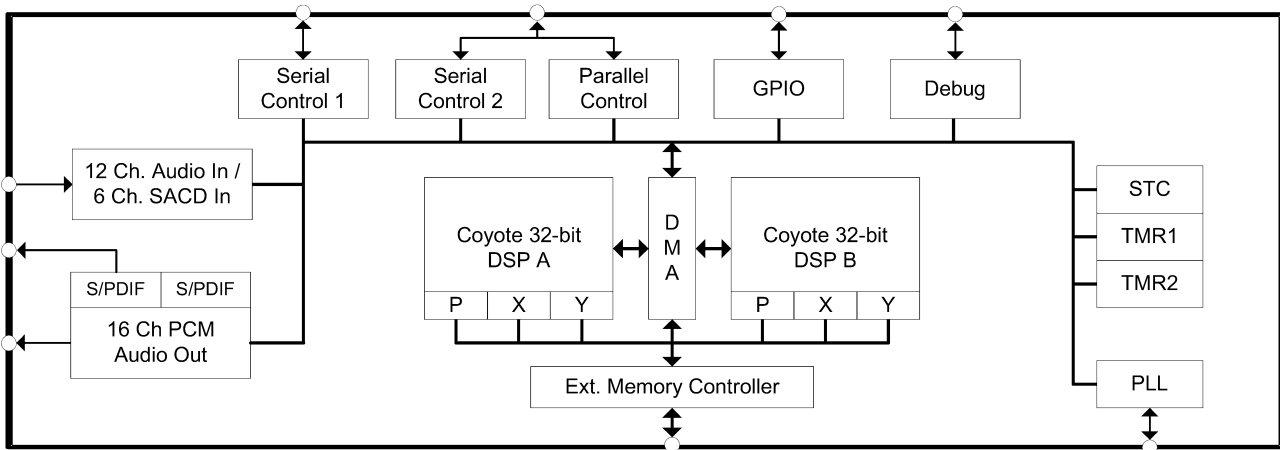 Serial
Control 1
Serial
Control 2
Parallel
Control
GPIO
Debug
12 Ch. Audio In /
6 Ch. SACD In
S/PDIF
S/PDIF
16 Ch PCM
Audio Out
Coyote 32-bit
DSP A
P
X
Y
D
M
A
Coyote 32-bit
DSP B
P
X
Y
Ext. Memory Controller
STC
TMR1
TMR2
PLL